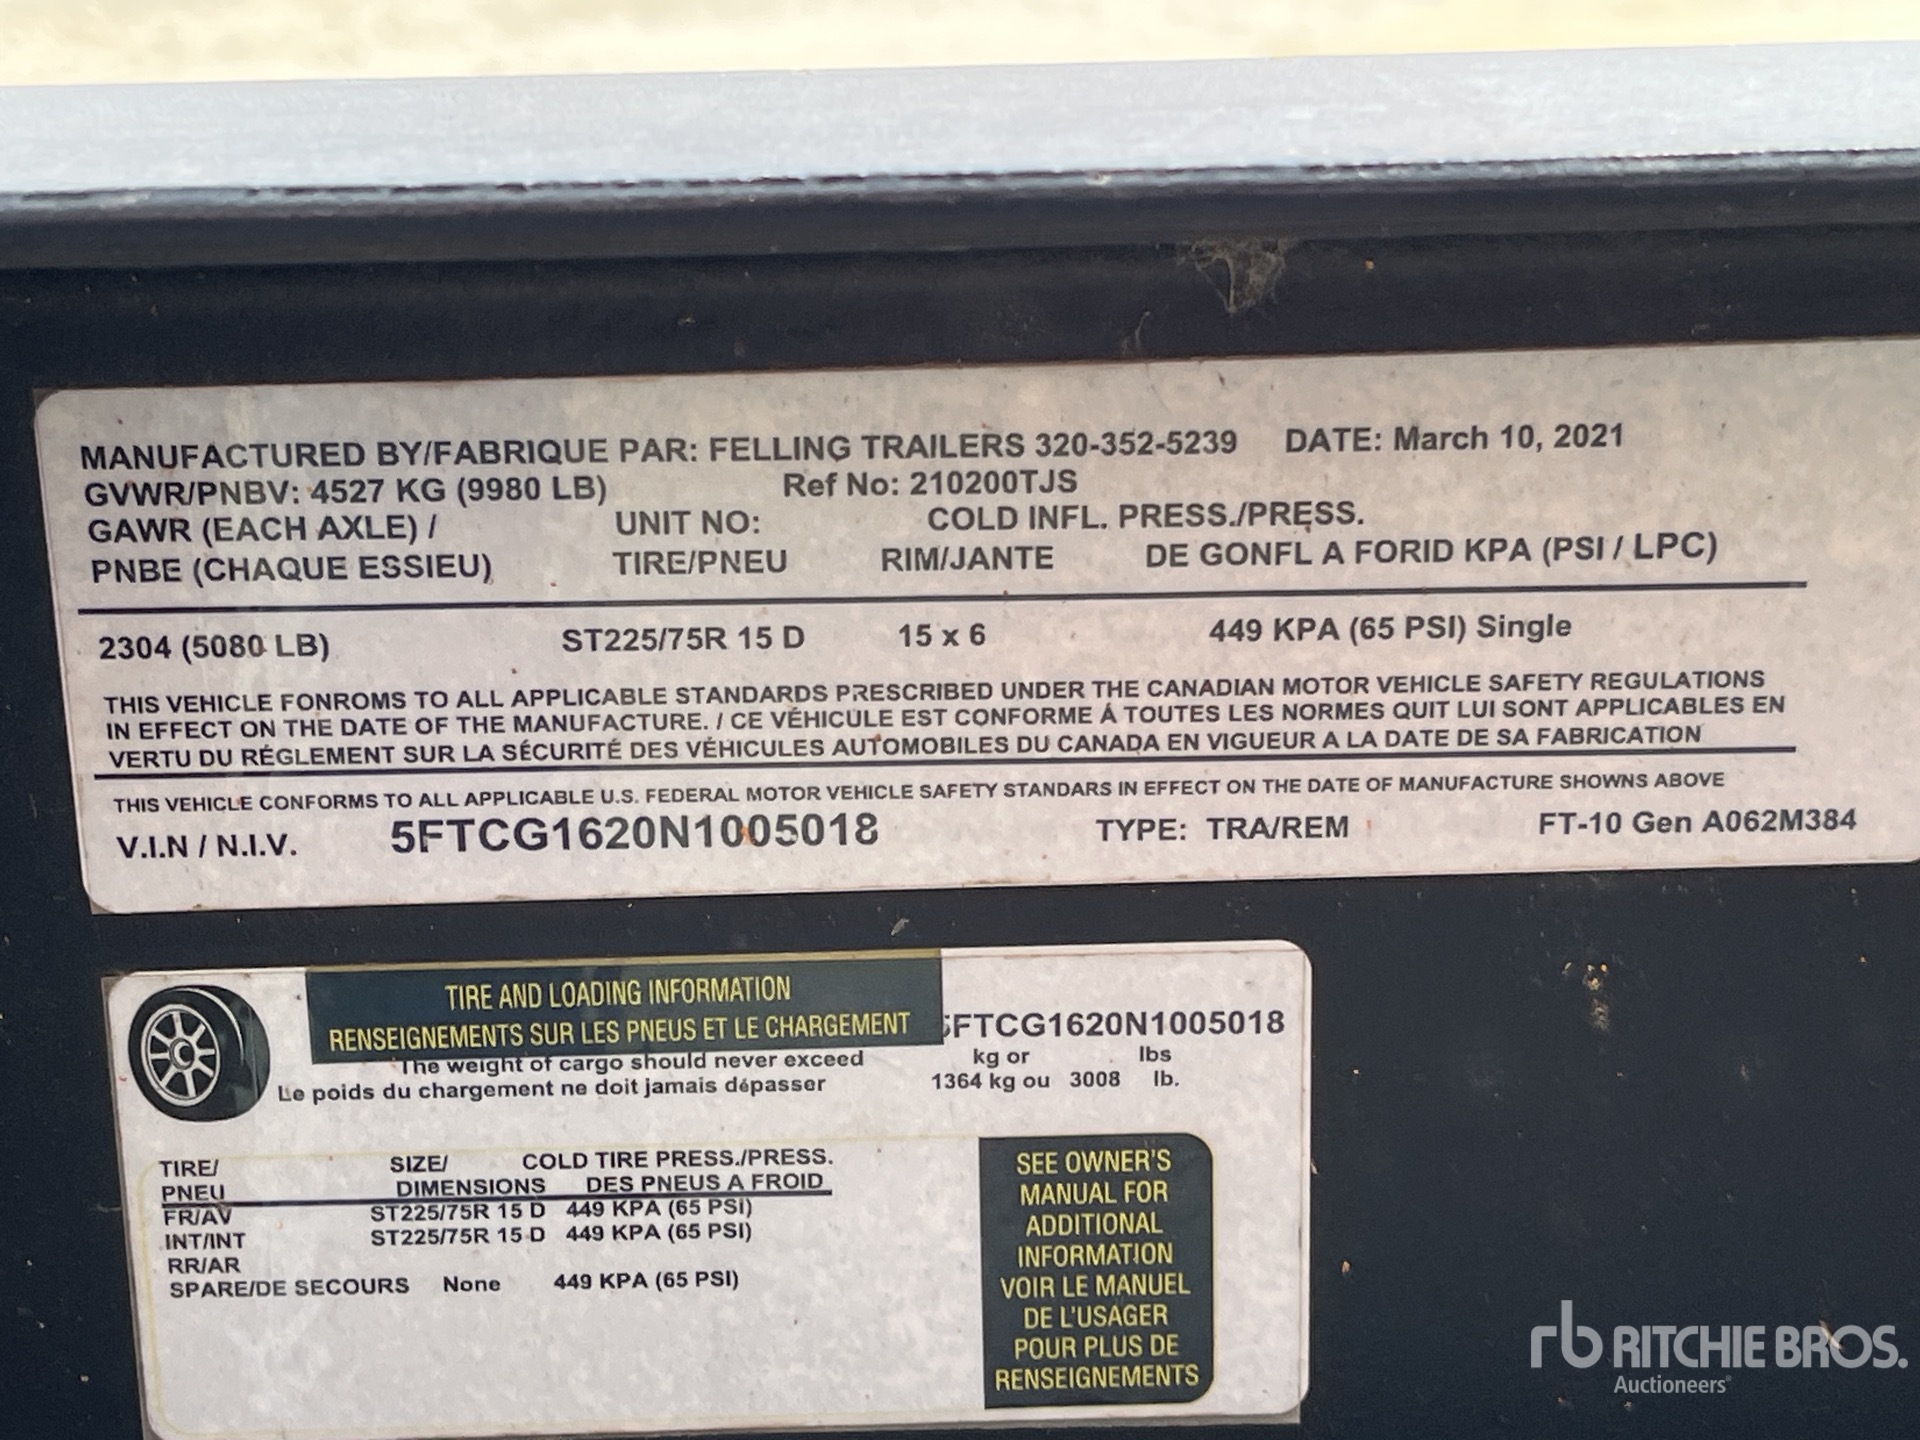 MANUFACTURED BY/FABRIQUE PAR: FELLING TRAILERS 320-352-5239 DATE: March 10, 2021
GVWR/PNBV: 4527 KG (9980 LB) Ref No: 210200TJS
GAWR (EACH AXLE) / UNIT NO: COLD INFL. PRESS./PRESS.
PNBE (CHAQUE ESSIEU) TIRE/PNEU RIM/JANTE DE GONFL A FORID KPA (PSI / LPC)
2304 (5080 LB) ST225/75R 15 D 15 x 6 449 KPA (65 PSI) Single
THIS VEHICLE FONROMS TO ALL APPLICABLE STANDARDS PRESCRIBED UNDER THE CANADIAN MOTOR VEHICLE SAFETY REGULATIONS
IN EFFECT ON THE DATE OF THE MANUFACTURE. / CE VÉHICULE EST CONFORME Á TOUTES LES NORMES QUIT LUI SONT APPLICABLES EN
VERTU DU RÉGLEMENT SUR LA SÉCURITÉ DES VÉHICULES AUTOMOBILES DU CANADA EN VIGUEUR A LA DATE DE SA FABRICATION
THIS VEHICLE CONFORMS TO ALL APPLICABLE U.S. FEDERAL MOTOR VEHICLE SAFETY STANDARS IN EFFECT ON THE DATE OF MANUFACTURE SHOWNS ABOVE
V.I.N / N.I.V. 5FTCG1620N1005018 TYPE: TRA/REM FT-10 Gen A062M384
TIRE AND LOADING INFORMATION
RENSEIGNEMENTS SUR LES PNEUS ET LE CHARGEMENT 5FTCG1620N1005018
The weight of cargo should never exceed kg or lbs
Le poids du chargement ne doit jamais dépasser 1364 kg ou 3008 lb.
TIRE/ SIZE/ COLD TIRE PRESS./PRESS.
PNEU DIMENSIONS DES PNEUS A FROID
FR/AV ST225/75R 15 D 449 KPA (65 PSI)
INT/INT ST225/75R 15 D 449 KPA (65 PSI)
RR/AR
SPARE/DE SECOURS None 449 KPA (65 PSI)
SEE OWNER'S
MANUAL FOR
ADDITIONAL
INFORMATION
VOIR LE MANUEL
DE L'USAGER
POUR PLUS DE
RENSEIGNEMENTS
rb RITCHIE BROS.
Auctioneers